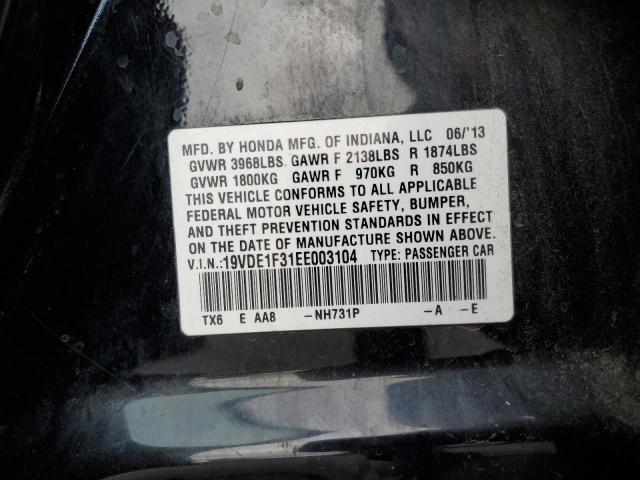 MFD. BY HONDA MFG. OF INDIANA, LLC 06/'13
GVWR 3968LBS GAWR F 2138LBS R 1874LBS
GVWR 1800KG GAWR F 970KG R 850KG
THIS VEHICLE CONFORMS TO ALL APPLICABLE
FEDERAL MOTOR VEHICLE SAFETY, BUMPER,
AND THEFT PREVENTION STANDARDS IN EFFECT
ON THE DATE OF MANUFACTURE SHOWN ABOVE.
V.I.N.:19VDE1F31EE003104 TYPE: PASSENGER CAR
TX6 E AA8 -NH731P -A -E